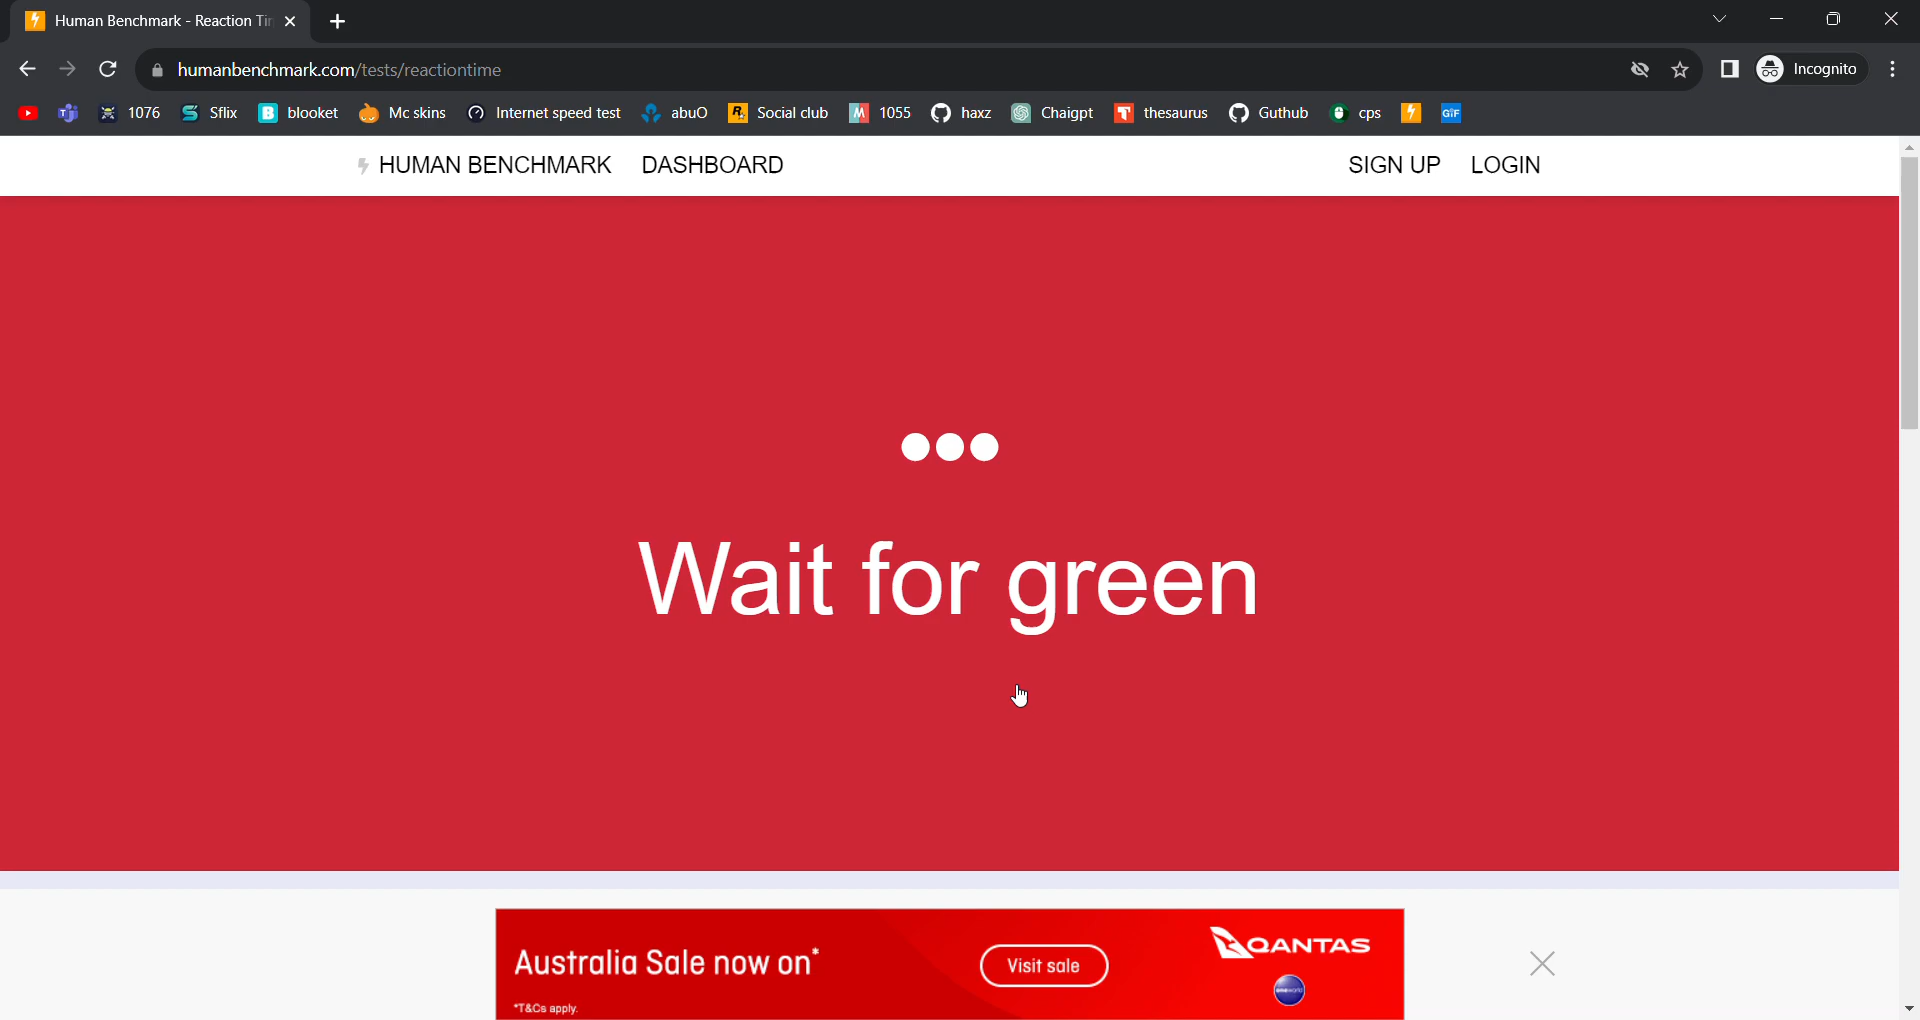 Human Benchmark - Reaction Tir
humanbenchmark.com/tests/reactiontime
Incognito
1076 Sflix blooket Mc skins Internet speed test abuO Social club 1055 haxz Chaigpt thesaurus Guthub cps GIF
HUMAN BENCHMARK DASHBOARD SIGN UP LOGIN
Wait for green
Australia Sale now on*
Visit sale
QANTAS
oneworld
*T&Cs apply.